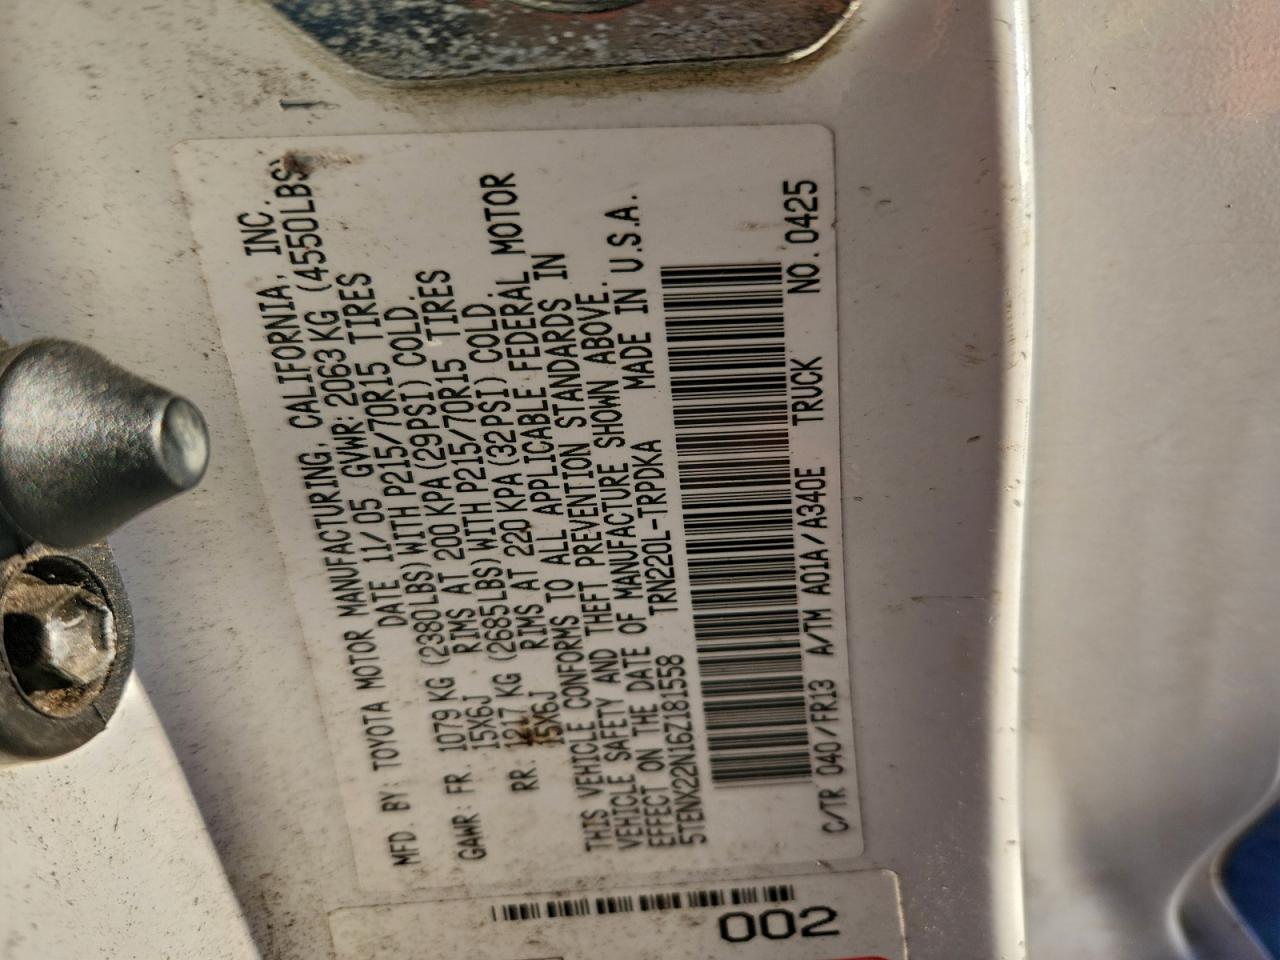 MFD. BY: TOYOTA MOTOR MANUFACTURING, CALIFORNIA, INC.
DATE 11/05 GVWR: 2063KG (4550LBS)
GAWR: FR. 1079 KG (2380LBS) WITH P215/70R15 TIRES
15X6J RIMS AT 200 KPA(29PSI) COLD.
RR. 1217 KG (2685LBS) WITH P215/70R15 TIRES
15X6J RIMS AT 220 KPA(32PSI) COLD.
THIS VEHICLE CONFORMS TO ALL APPLICABLE FEDERAL MOTOR
VEHICLE SAFETY AND THEFT PREVENTION STANDARDS IN
EFFECT ON THE DATE OF MANUFACTURE SHOWN ABOVE.
5TENX22N16Z181558 TRN220L-TRPDKA MADE IN U.S.A.
C/TR 040/FR13 A/TM A01A/A340E TRUCK NO. 0425
002